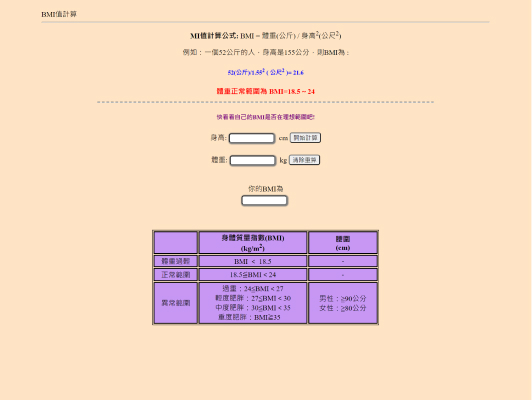 BMI值計算
MI值計算公式: BMI = 體重(公斤) / 身高²(公尺²)
例如：一個52公斤的人，身高是155公分，則BMI為：
52(公斤)/1.55² ( 公尺² )= 21.6
體重正常範圍為 BMI=18.5 ~ 24
快看看自己的BMI是否在理想範圍吧!
身高: cm 開始計算
體重: kg 清除重算
你的BMI為
身體質量指數(BMI) (kg/m²) 腰圍 (cm)
體重過輕 BMI < 18.5 -
正常範圍 18.5≦BMI<24 -
異常範圍
過重：24≦BMI<27
輕度肥胖：27≦BMI<30
中度肥胖：30≦BMI<35
重度肥胖：BMI≧35
男性：≧90公分
女性：≧80公分